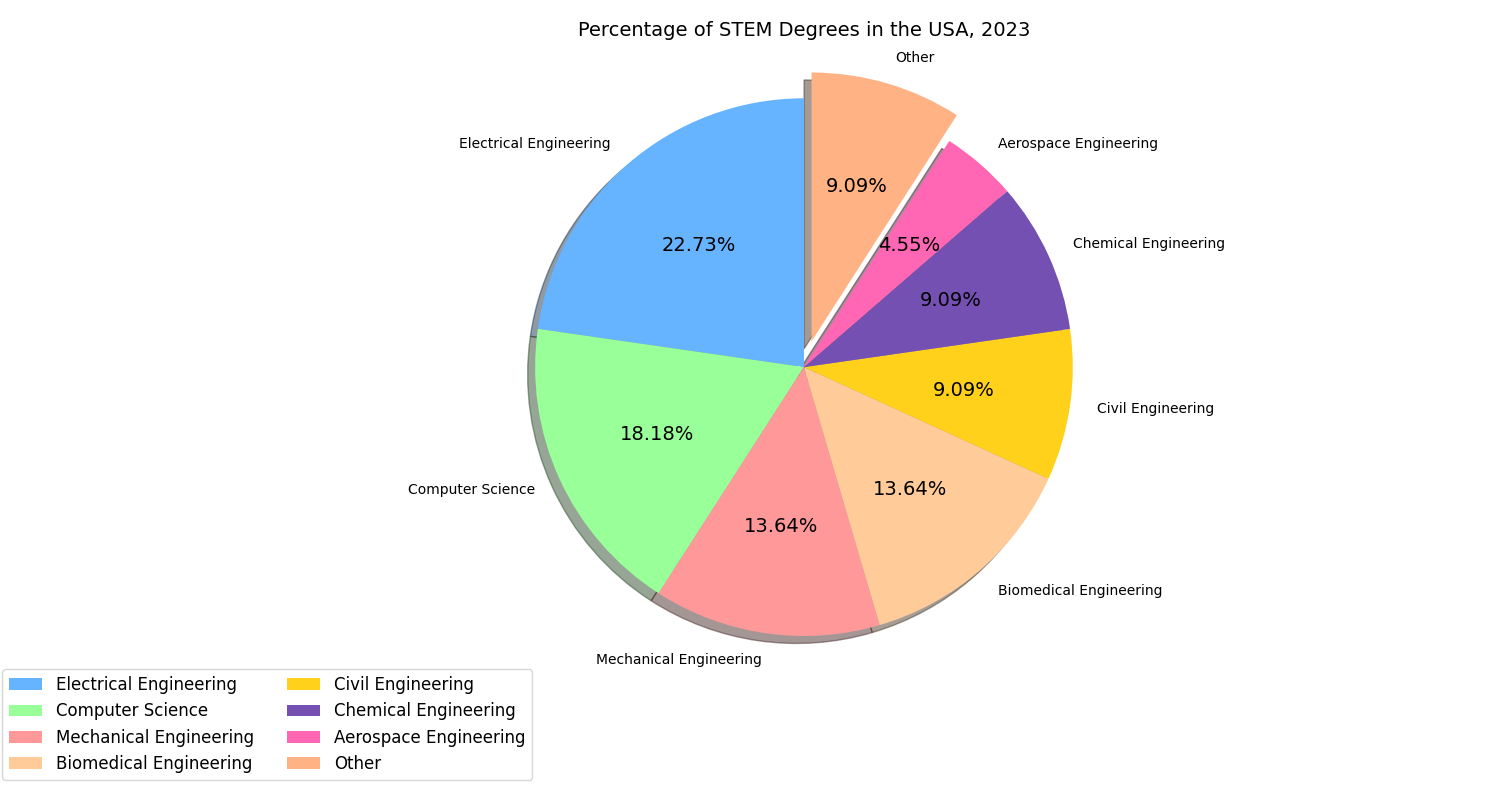 Percentage of STEM Degrees in the USA, 2023
Other
Electrical Engineering
Aerospace Engineering
9.09%
22.73%
4.55%
Chemical Engineering
9.09%
9.09%
Civil Engineering
18.18%
Computer Science
13.64%
13.64%
Biomedical Engineering
Mechanical Engineering
Electrical Engineering
Computer Science
Mechanical Engineering
Biomedical Engineering
Civil Engineering
Chemical Engineering
Aerospace Engineering
Other